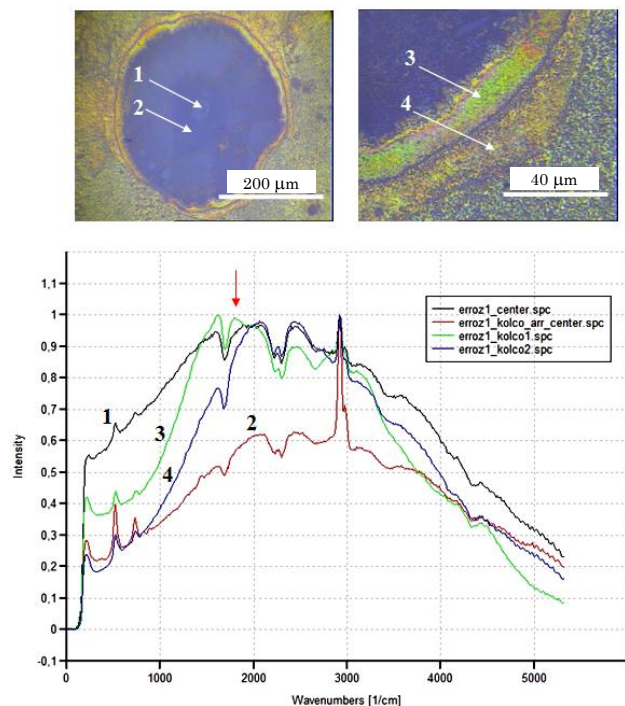 1
2
200 µm
3
4
40 µm
1,1
1
0,9
0,8
0,7
0,6
0,5
0,4
0,3
0,2
0,1
0
-0,1
Intensity
erroz1_center.spc
erroz1_kolco_arr_center.spc
erroz1_kolco1.spc
erroz1_kolco2.spc
1
2
3
4
0 1000 2000 3000 4000 5000
Wavenumbers [1/cm]